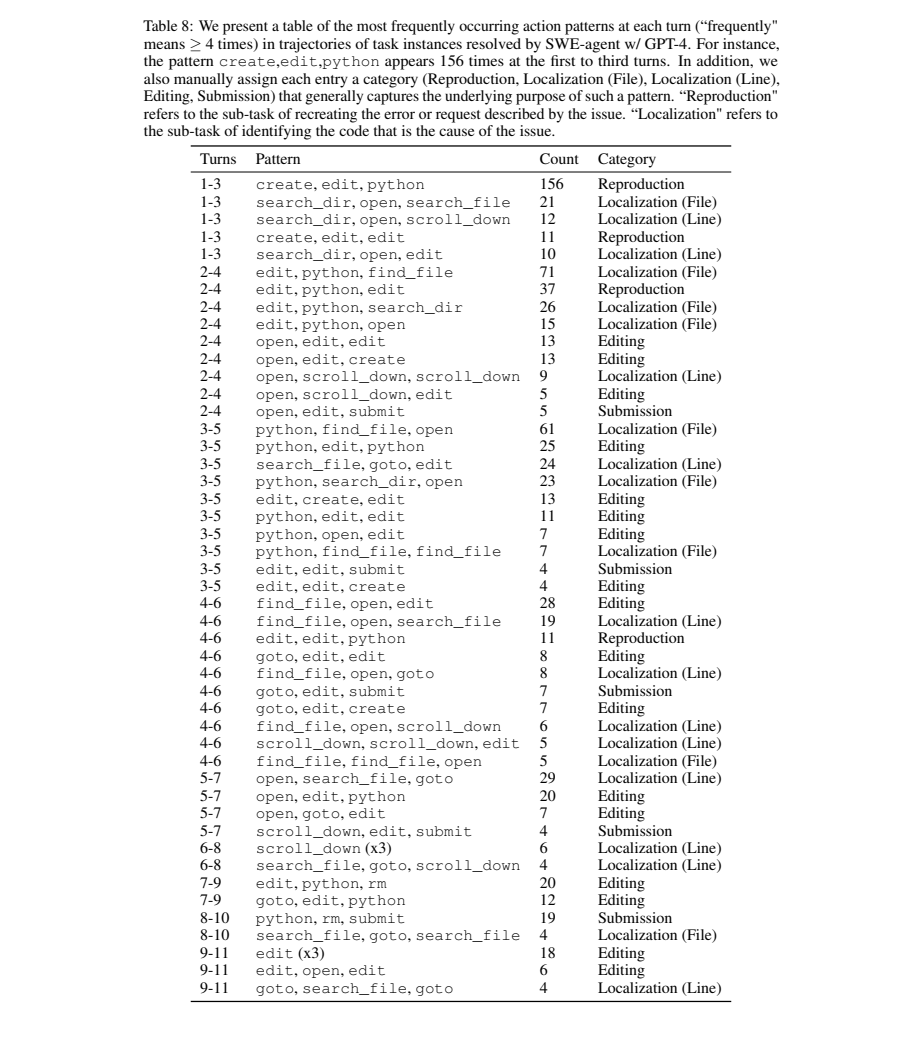 Table 8: We present a table of the most frequently occurring action patterns at each turn (“frequently"
means ≥ 4 times) in trajectories of task instances resolved by SWE-agent w/ GPT-4. For instance,
the pattern create,edit,python appears 156 times at the first to third turns. In addition, we
also manually assign each entry a category (Reproduction, Localization (File), Localization (Line),
Editing, Submission) that generally captures the underlying purpose of such a pattern. “Reproduction"
refers to the sub-task of recreating the error or request described by the issue. “Localization" refers to
the sub-task of identifying the code that is the cause of the issue.
Turns Pattern Count Category
1-3 create, edit, python 156 Reproduction
1-3 search_dir, open, search_file 21 Localization (File)
1-3 search_dir, open, scroll_down 12 Localization (Line)
1-3 create, edit, edit 11 Reproduction
1-3 search_dir, open, edit 10 Localization (Line)
2-4 edit, python, find_file 71 Localization (File)
2-4 edit, python, edit 37 Reproduction
2-4 edit, python, search_dir 26 Localization (File)
2-4 edit, python, open 15 Localization (File)
2-4 open, edit, edit 13 Editing
2-4 open, edit, create 13 Editing
2-4 open, scroll_down, scroll_down 9 Localization (Line)
2-4 open, scroll_down, edit 5 Editing
2-4 open, edit, submit 5 Submission
3-5 python, find_file, open 61 Localization (File)
3-5 python, edit, python 25 Editing
3-5 search_file, goto, edit 24 Localization (Line)
3-5 python, search_dir, open 23 Localization (File)
3-5 edit, create, edit 13 Editing
3-5 python, edit, edit 11 Editing
3-5 python, open, edit 7 Editing
3-5 python, find_file, find_file 7 Localization (File)
3-5 edit, edit, submit 4 Submission
3-5 edit, edit, create 4 Editing
4-6 find_file, open, edit 28 Editing
4-6 find_file, open, search_file 19 Localization (Line)
4-6 edit, edit, python 11 Reproduction
4-6 goto, edit, edit 8 Editing
4-6 find_file, open, goto 8 Localization (Line)
4-6 goto, edit, submit 7 Submission
4-6 goto, edit, create 7 Editing
4-6 find_file, open, scroll_down 6 Localization (Line)
4-6 scroll_down, scroll_down, edit 5 Localization (Line)
4-6 find_file, find_file, open 5 Localization (File)
5-7 open, search_file, goto 29 Localization (Line)
5-7 open, edit, python 20 Editing
5-7 open, goto, edit 7 Editing
5-7 scroll_down, edit, submit 4 Submission
6-8 scroll_down (x3) 6 Localization (Line)
6-8 search_file, goto, scroll_down 4 Localization (Line)
7-9 edit, python, rm 20 Editing
7-9 goto, edit, python 12 Editing
8-10 python, rm, submit 19 Submission
8-10 search_file, goto, search_file 4 Localization (File)
9-11 edit (x3) 18 Editing
9-11 edit, open, edit 6 Editing
9-11 goto, search_file, goto 4 Localization (Line)